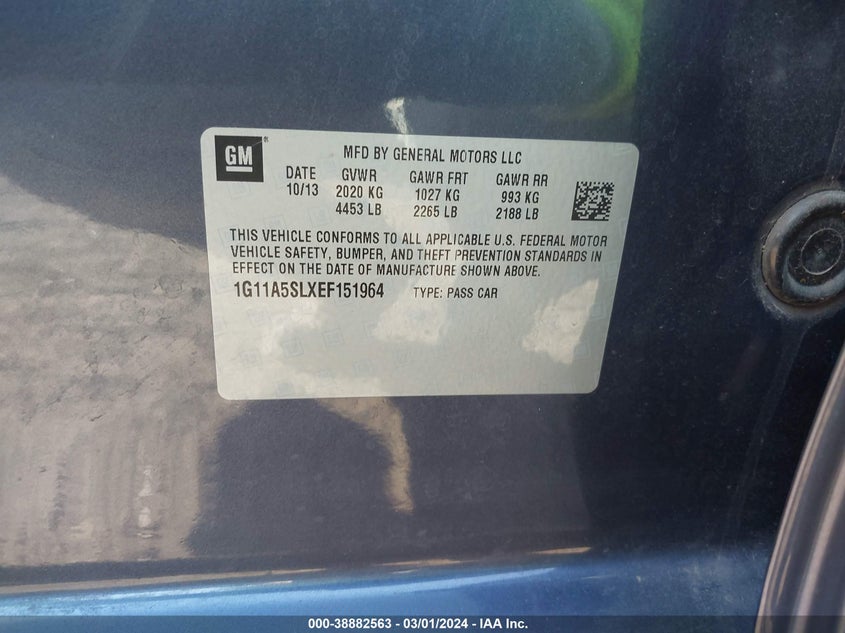 GM ®
MFD BY GENERAL MOTORS LLC
DATE GVWR GAWR FRT GAWR RR
10/13 2020 KG 1027 KG 993 KG
4453 LB 2265 LB 2188 LB
THIS VEHICLE CONFORMS TO ALL APPLICABLE U.S. FEDERAL MOTOR
VEHICLE SAFETY, BUMPER, AND THEFT PREVENTION STANDARDS IN
EFFECT ON THE DATE OF MANUFACTURE SHOWN ABOVE.
1G11A5SLXEF151964 TYPE: PASS CAR
000-38882563 - 03/01/2024 - IAA Inc.